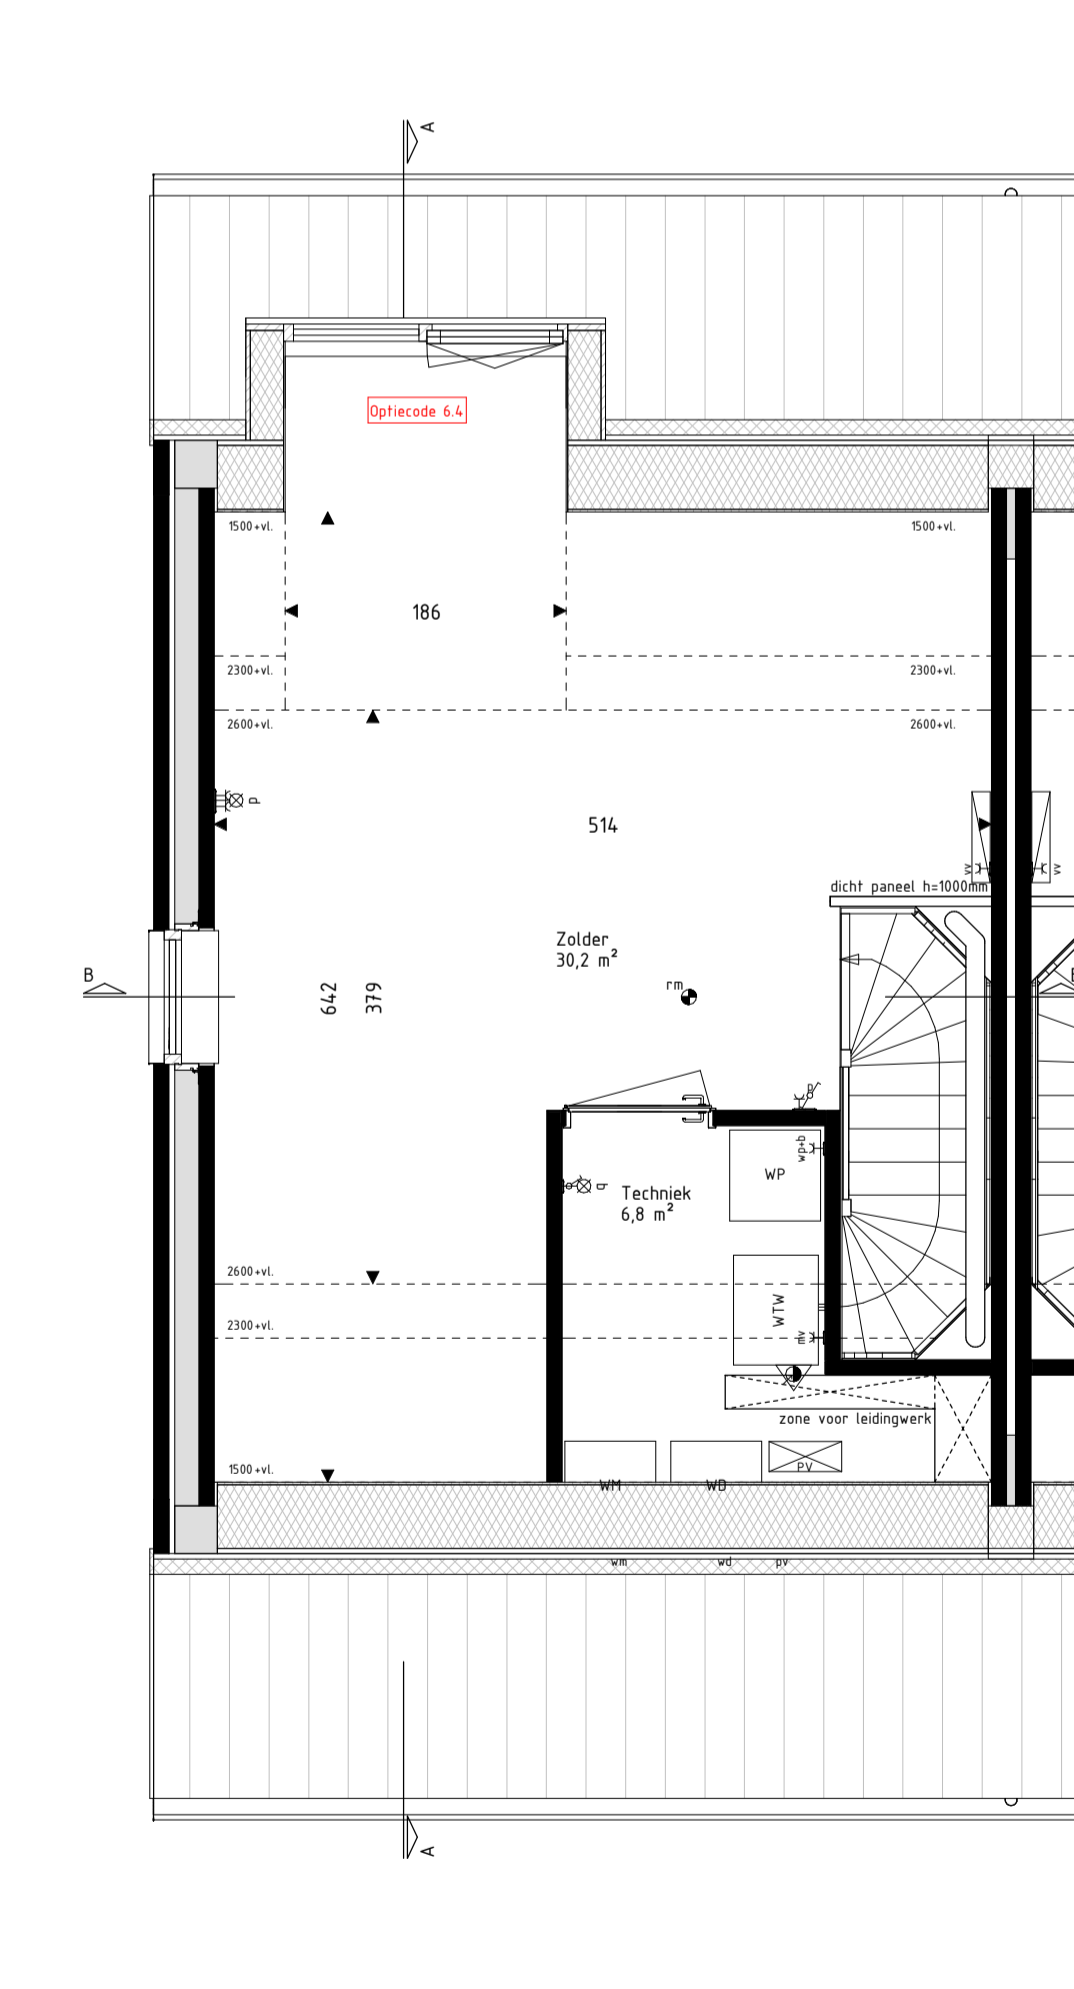 A
Optiecode 6.4
1500+vl.
1500+vl.
186
2300+vl.
2300+vl.
2600+vl.
2600+vl.
p
514
vv
vv
dicht paneel h=1000mm
Zolder
30,2 m²
B
rm
642
379
p
wp+b
WP
q
Techniek
6,8 m²
2600+vl.
WTW
2300+vl.
mv
zone voor leidingwerk
1500+vl.
PV
WM
WD
wm
wd
pv
A